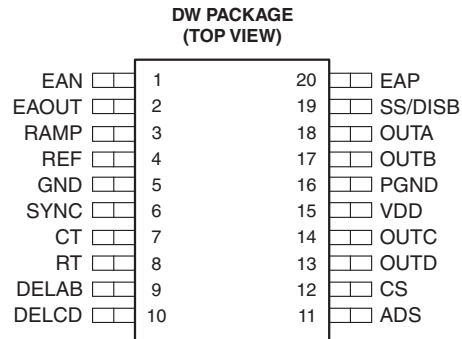 DW PACKAGE
(TOP VIEW)
EAN 1 20 EAP
EAOUT 2 19 SS/DISB
RAMP 3 18 OUTA
REF 4 17 OUTB
GND 5 16 PGND
SYNC 6 15 VDD
CT 7 14 OUTC
RT 8 13 OUTD
DELAB 9 12 CS
DELCD 10 11 ADS